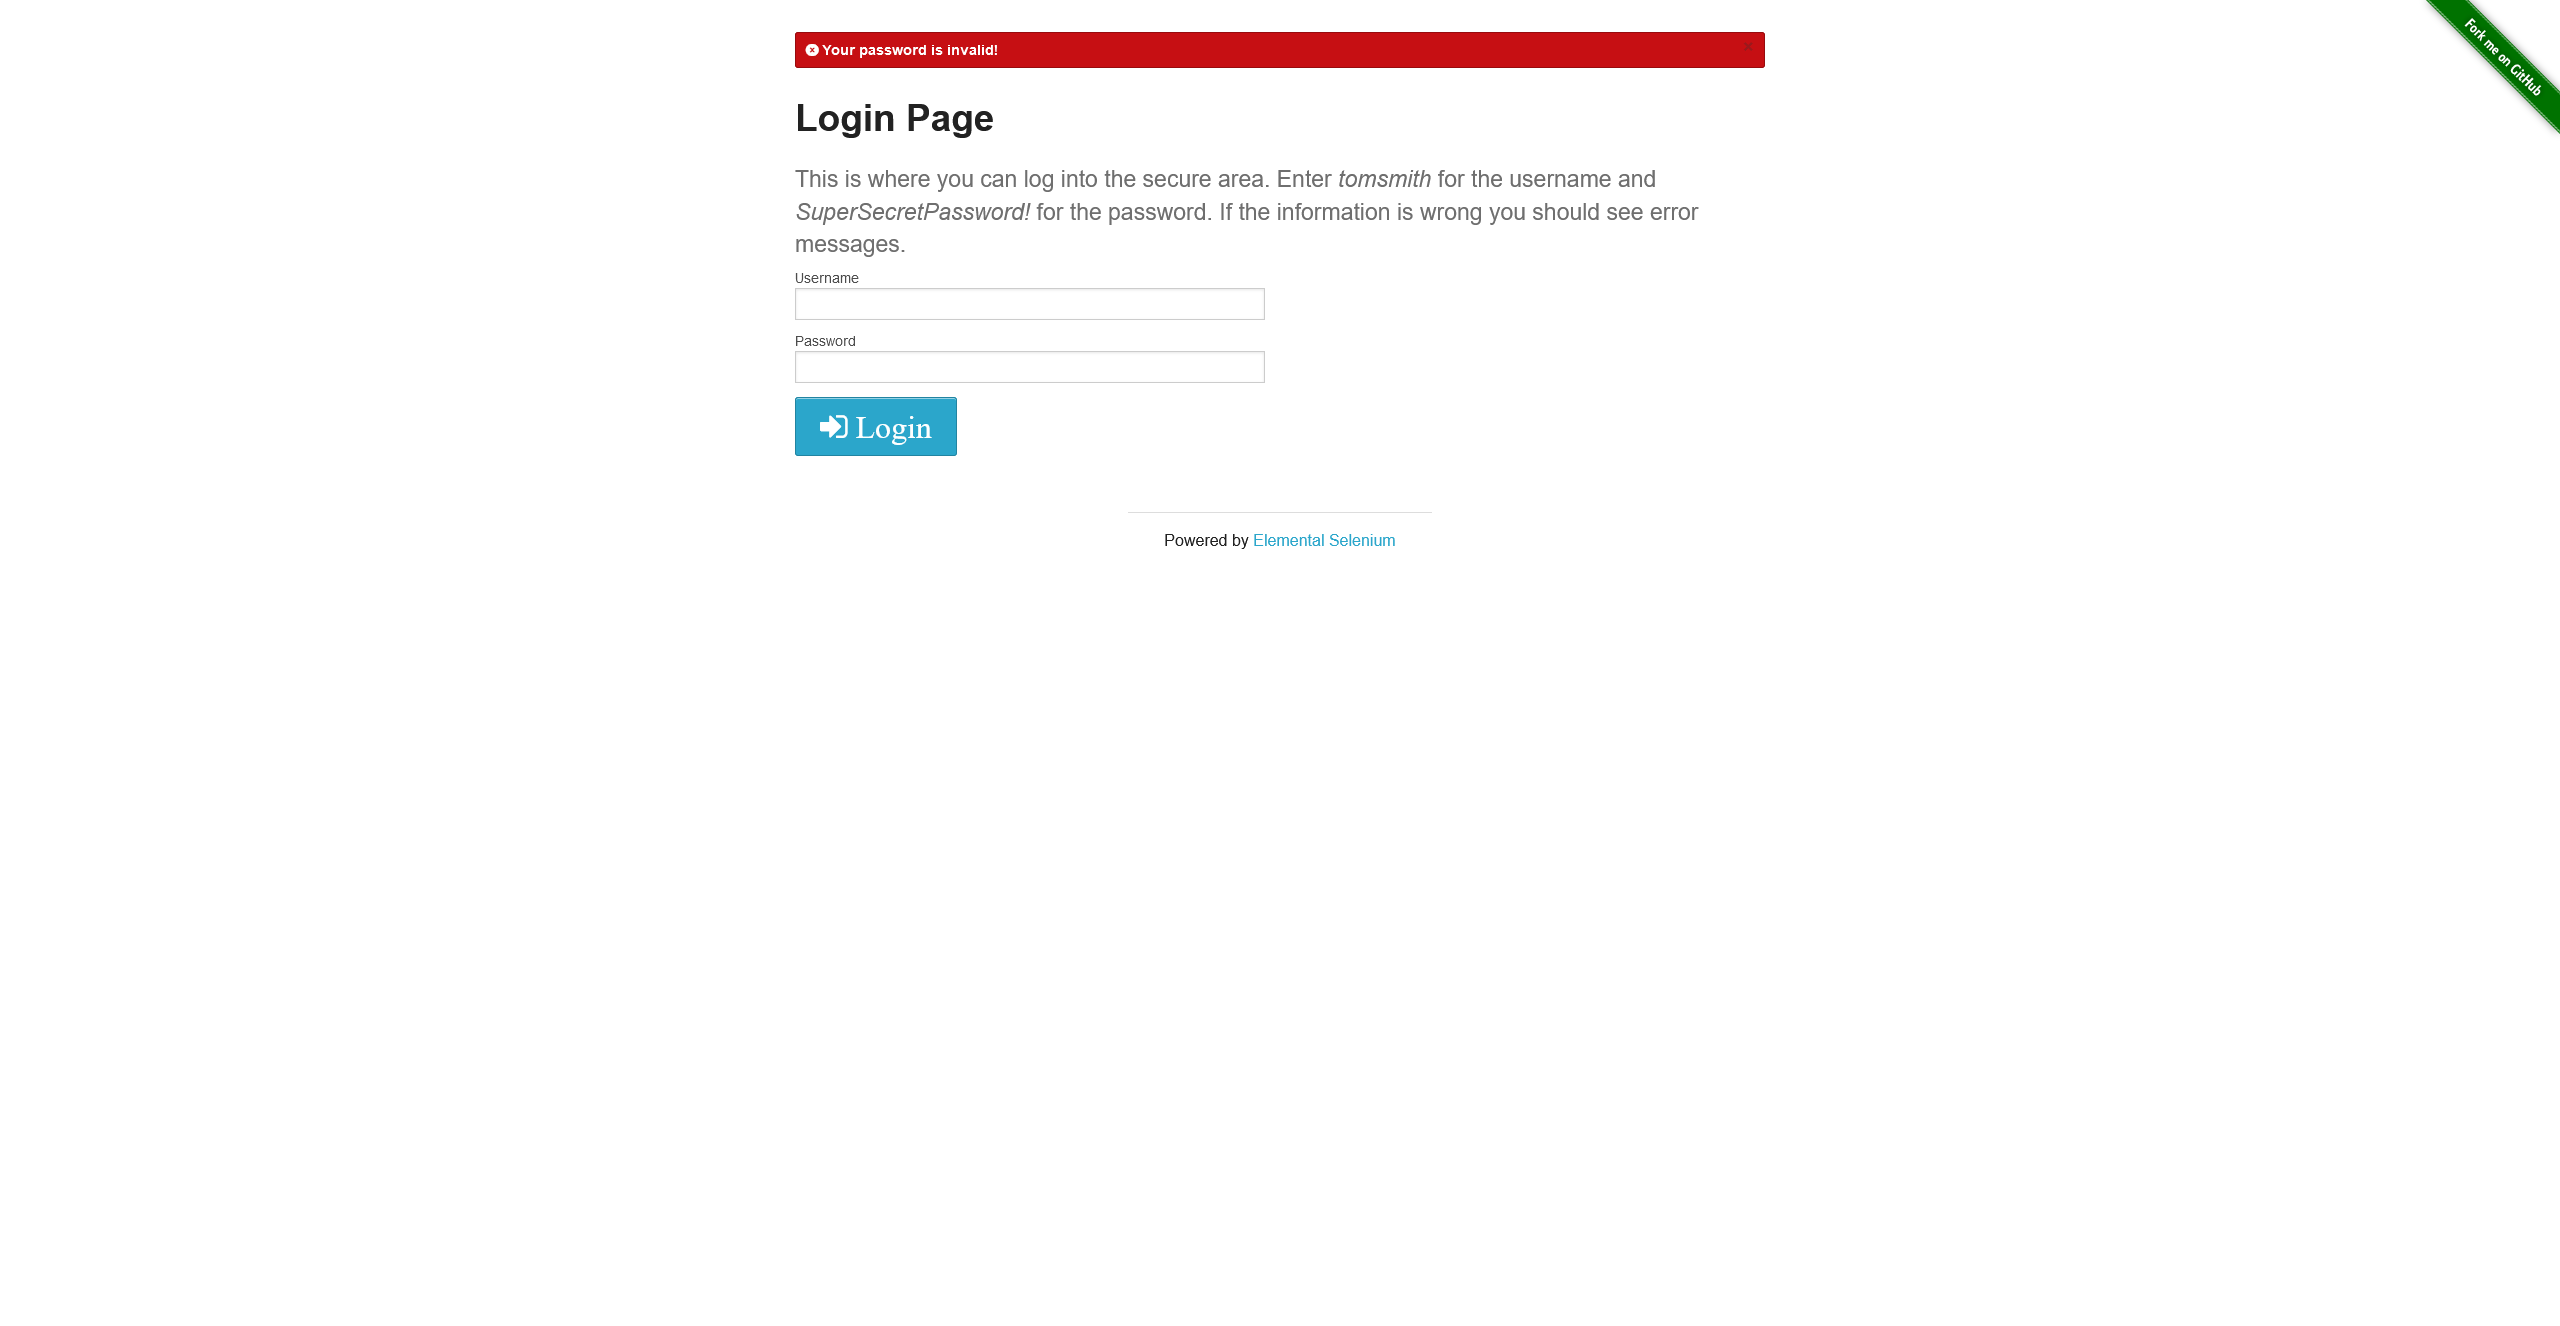 Your password is invalid!
×
Fork me on GitHub
Login Page
This is where you can log into the secure area. Enter tomsmith for the username and
SuperSecretPassword! for the password. If the information is wrong you should see error
messages.
Username
Password
Login
Powered by Elemental Selenium